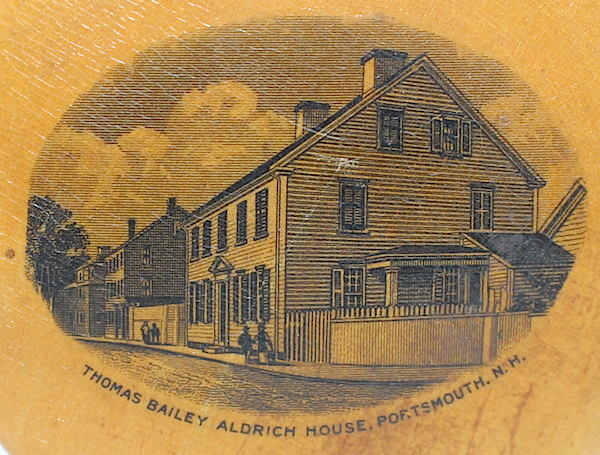 THOMAS BAILEY ALDRICH HOUSE, PORTSMOUTH, N.H.